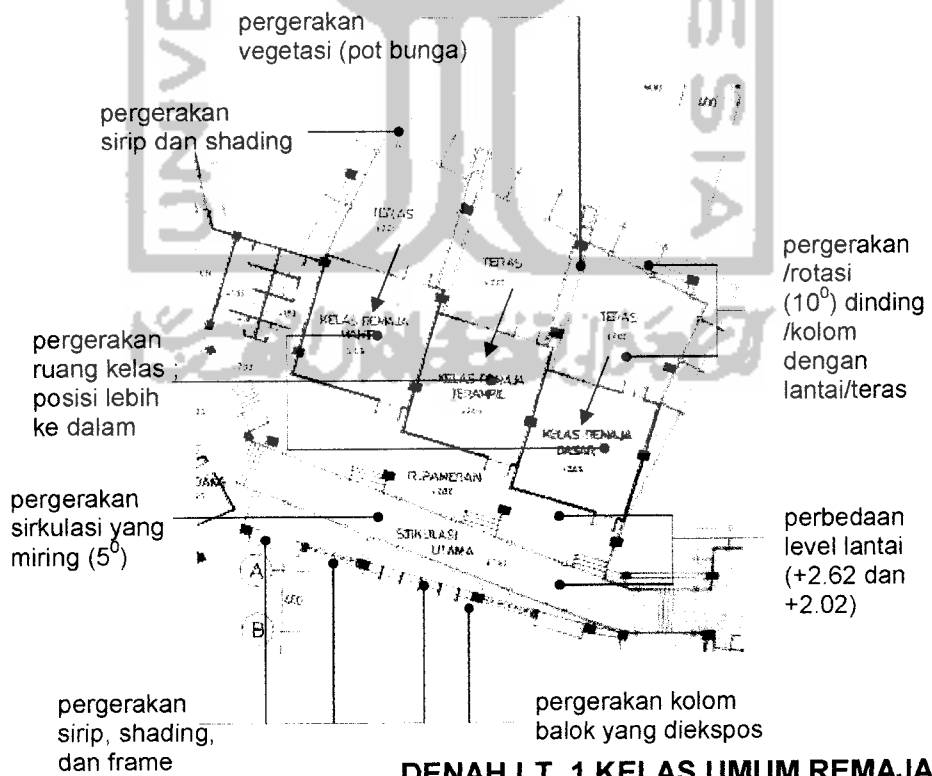 pergerakan
vegetasi (pot bunga)
pergerakan
sirip dan shading
TERAS
TERAS
TERAS
pergerakan
/rotasi
(10⁰) dinding
/kolom
dengan
lantai/teras
KELAS REMAJA
MAHIR
KELAS REMAJA
TERAMPIL
KELAS REMAJA
DASAR
pergerakan
ruang kelas
posisi lebih
ke dalam
R.PAMERAN
pergerakan
sirkulasi yang
miring (5⁰)
SIRKULASI
UTAMA
perbedaan
level lantai
(+2.62 dan
+2.02)
A
B
pergerakan
sirip, shading,
dan frame
pergerakan kolom
balok yang diekspos
DENAH LT. 1 KELAS UMUM REMAJA